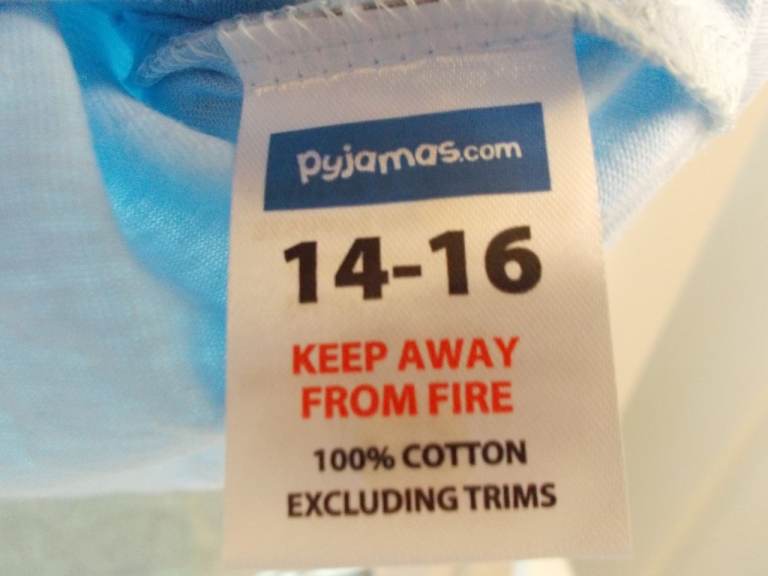 pyjamas.com
14-16
KEEP AWAY
FROM FIRE
100% COTTON
EXCLUDING TRIMS